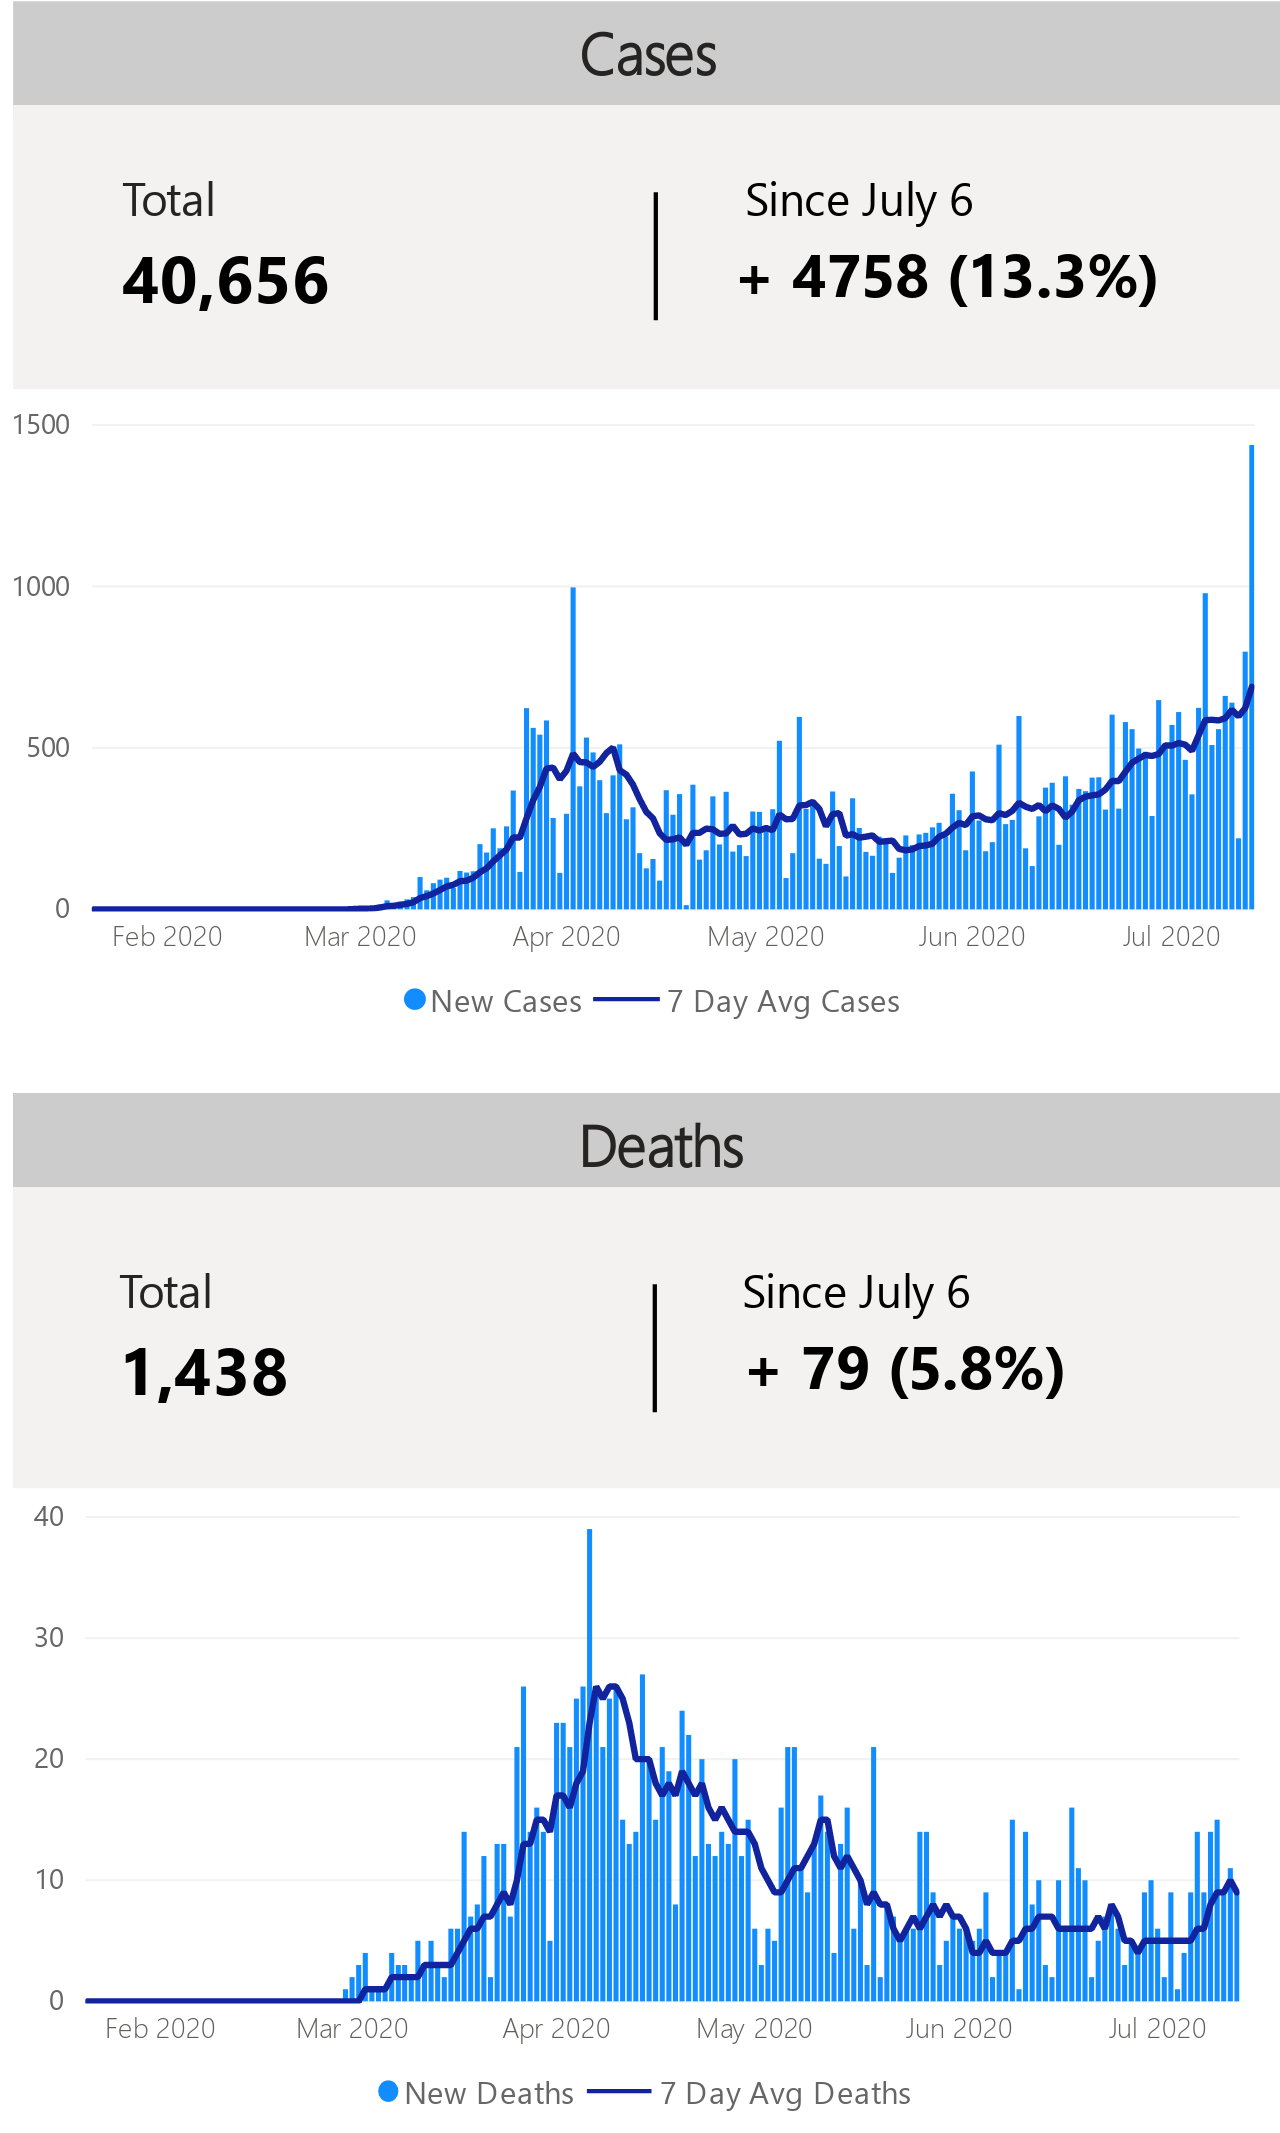 Cases
Total
Since July 6
40,656
+ 4758 (13.3%)
1500
1000
500
0
Feb 2020 Mar 2020 Apr 2020 May 2020 Jun 2020 Jul 2020
New Cases 7 Day Avg Cases
Deaths
Total
Since July 6
1,438
+ 79 (5.8%)
40
30
20
10
0
Feb 2020 Mar 2020 Apr 2020 May 2020 Jun 2020 Jul 2020
New Deaths 7 Day Avg Deaths